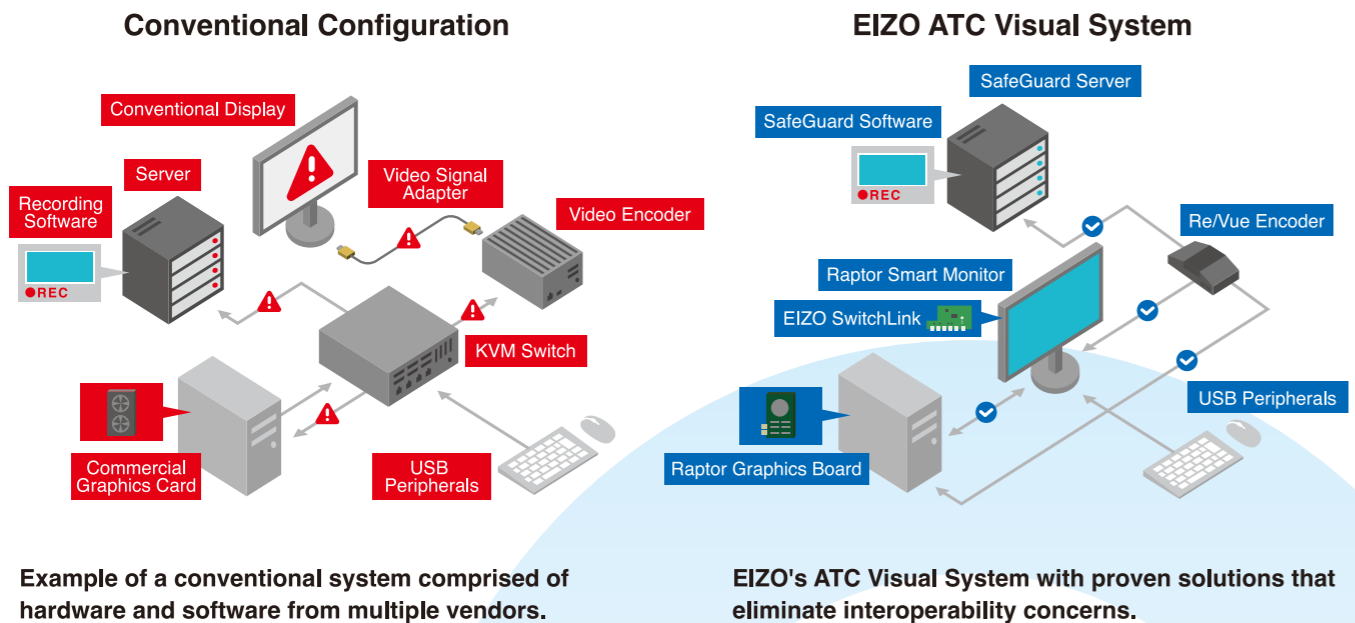 Conventional Configuration
Conventional Display
Server
Recording
Software
REC
Video Signal
Adapter
Video Encoder
KVM Switch
Commercial
Graphics Card
USB
Peripherals
Example of a conventional system comprised of
hardware and software from multiple vendors.
EIZO ATC Visual System
SafeGuard Server
SafeGuard Software
REC
Re/Vue Encoder
Raptor Smart Monitor
EIZO SwitchLink
USB Peripherals
Raptor Graphics Board
EIZO's ATC Visual System with proven solutions that
eliminate interoperability concerns.